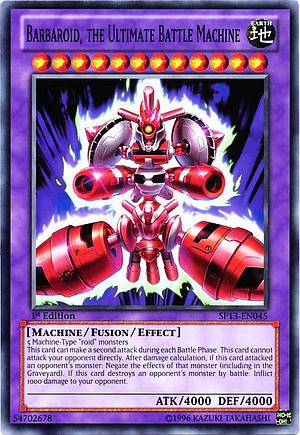 Barbaroid, the Ultimate Battle Machine
EARTH
地
1st Edition
SP13-EN045
[Machine/Fusion/Effect]
5 Machine-Type "roid" monsters
This card can make a second attack during each Battle Phase. This card cannot
attack your opponent directly. After damage calculation, if this card attacked
an opponent's monster: Negate the effects of that monster (including in the
Graveyard). If this card destroys an opponent's monster by battle: Inflict
1000 damage to your opponent.
ATK/4000 DEF/4000
54702678
©1996 KAZUKI TAKAHASHI